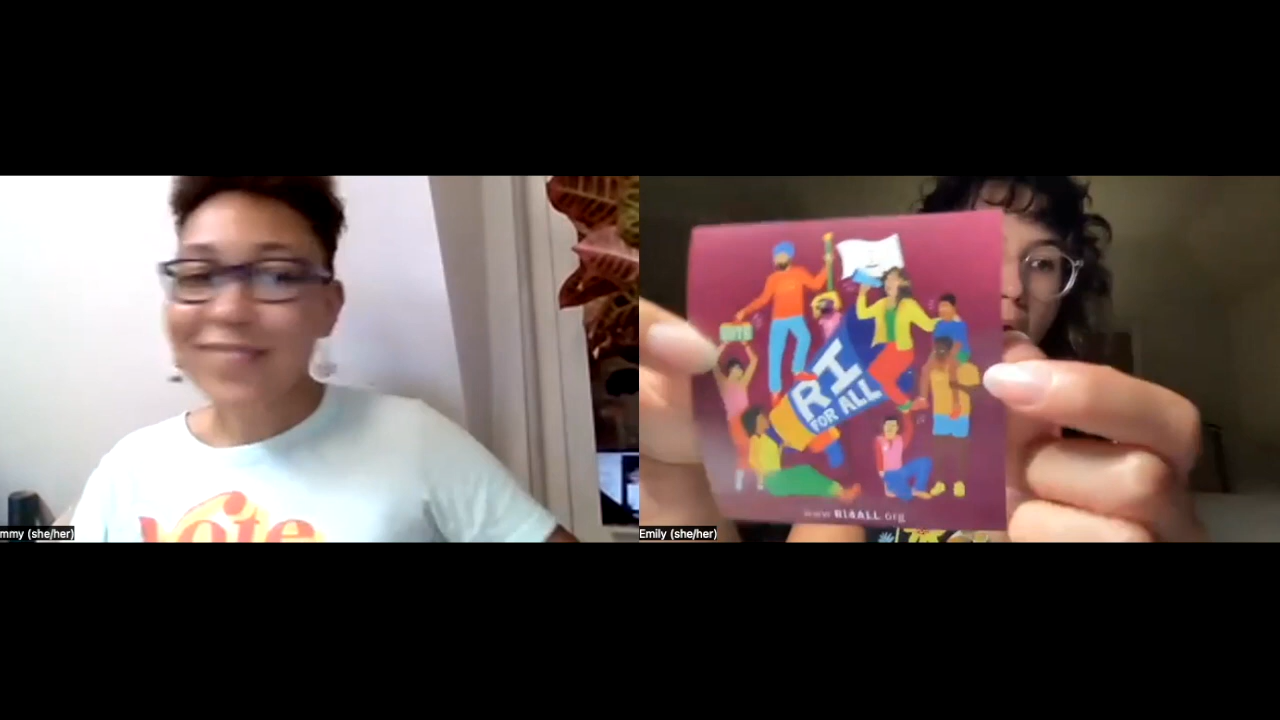 vote
mmy (she/her)
RI
FOR ALL
www.RI4ALL.org
Emily (she/her)